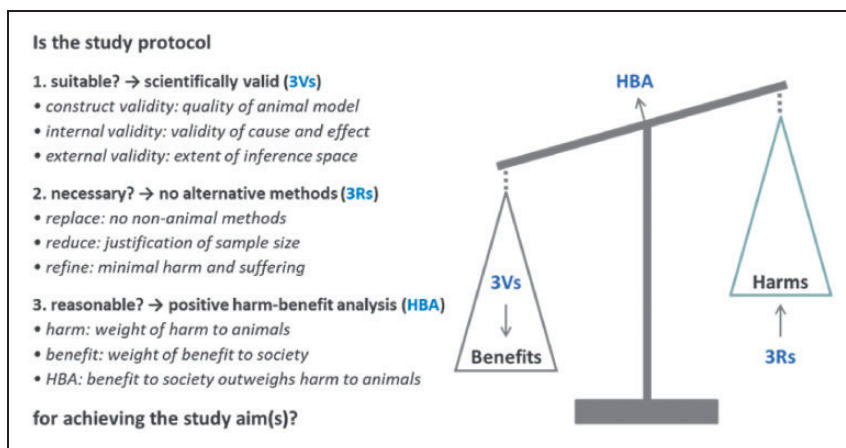 Is the study protocol
1. suitable? → scientifically valid (3Vs)
• construct validity: quality of animal model
• internal validity: validity of cause and effect
• external validity: extent of inference space
2. necessary? → no alternative methods (3Rs)
• replace: no non-animal methods
• reduce: justification of sample size
• refine: minimal harm and suffering
3. reasonable? → positive harm-benefit analysis (HBA)
• harm: weight of harm to animals
• benefit: weight of benefit to society
• HBA: benefit to society outweighs harm to animals
for achieving the study aim(s)?
HBA
3Vs
Benefits
Harms
3Rs